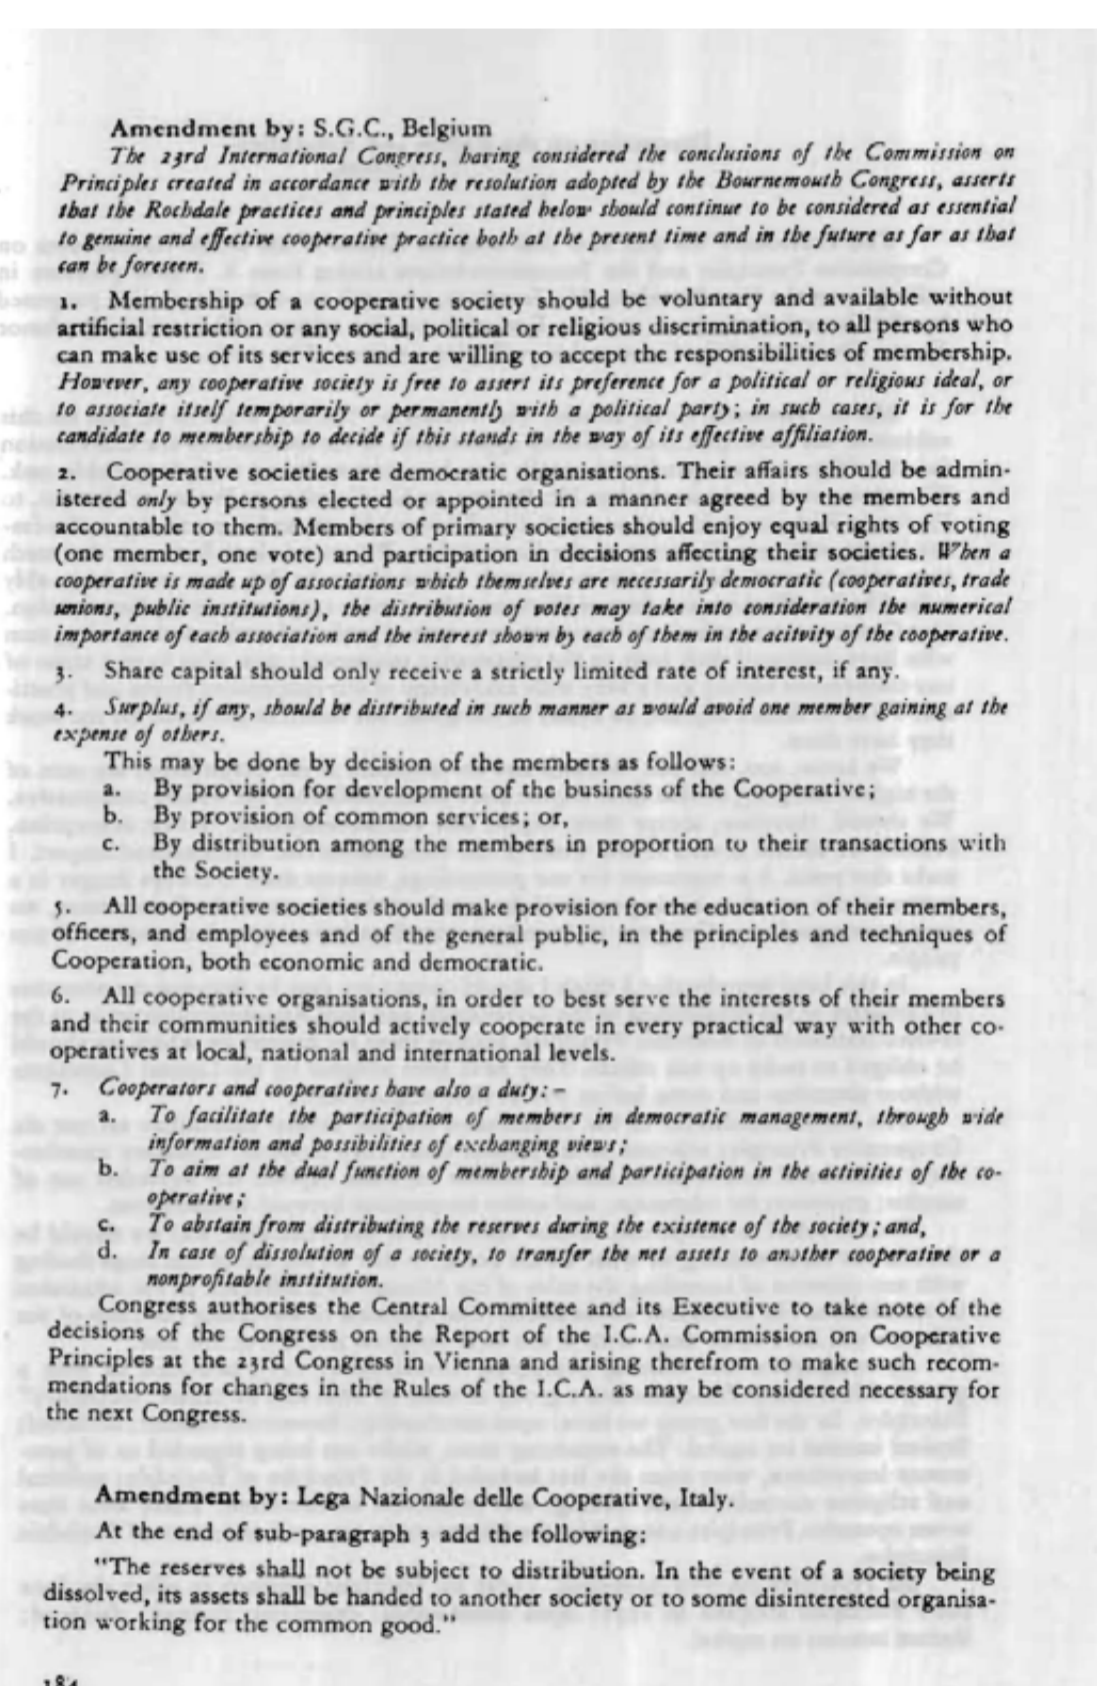 Amendment by: S.G.C., Belgium
The 23rd International Congress, having considered the conclusions of the Commission on
Principles created in accordance with the resolution adopted by the Bournemouth Congress, asserts
that the Rochdale practices and principles stated below should continue to be considered as essential
to genuine and effective cooperative practice both at the present time and in the future as far as that
can be foreseen.
1. Membership of a cooperative society should be voluntary and available without
artificial restriction or any social, political or religious discrimination, to all persons who
can make use of its services and are willing to accept the responsibilities of membership.
However, any cooperative society is free to assert its preference for a political or religious ideal, or
to associate itself temporarily or permanently with a political party; in such cases, it is for the
candidate to membership to decide if this stands in the way of its effective affiliation.
2. Cooperative societies are democratic organisations. Their affairs should be admin-
istered only by persons elected or appointed in a manner agreed by the members and
accountable to them. Members of primary societies should enjoy equal rights of voting
(one member, one vote) and participation in decisions affecting their societies. When a
cooperative is made up of associations which themselves are necessarily democratic (cooperatives, trade
unions, public institutions), the distribution of votes may take into consideration the numerical
importance of each association and the interest shown by each of them in the acitvity of the cooperative.
3. Share capital should only receive a strictly limited rate of interest, if any.
4. Surplus, if any, should be distributed in such manner as would avoid one member gaining at the
expense of others.
This may be done by decision of the members as follows:
a. By provision for development of the business of the Cooperative;
b. By provision of common services; or,
c. By distribution among the members in proportion to their transactions with
the Society.
5. All cooperative societies should make provision for the education of their members,
officers, and employees and of the general public, in the principles and techniques of
Cooperation, both economic and democratic.
6. All cooperative organisations, in order to best serve the interests of their members
and their communities should actively cooperate in every practical way with other co-
operatives at local, national and international levels.
7. Cooperators and cooperatives have also a duty: –
a. To facilitate the participation of members in democratic management, through wide
information and possibilities of exchanging views;
b. To aim at the dual function of membership and participation in the activities of the co-
operative;
c. To abstain from distributing the reserves during the existence of the society; and,
d. In case of dissolution of a society, to transfer the net assets to another cooperative or a
nonprofitable institution.
Congress authorises the Central Committee and its Executive to take note of the
decisions of the Congress on the Report of the I.C.A. Commission on Cooperative
Principles at the 23rd Congress in Vienna and arising therefrom to make such recom-
mendations for changes in the Rules of the I.C.A. as may be considered necessary for
the next Congress.
Amendment by: Lega Nazionale delle Cooperative, Italy.
At the end of sub-paragraph 3 add the following:
"The reserves shall not be subject to distribution. In the event of a society being
dissolved, its assets shall be handed to another society or to some disinterested organisa-
tion working for the common good."
184